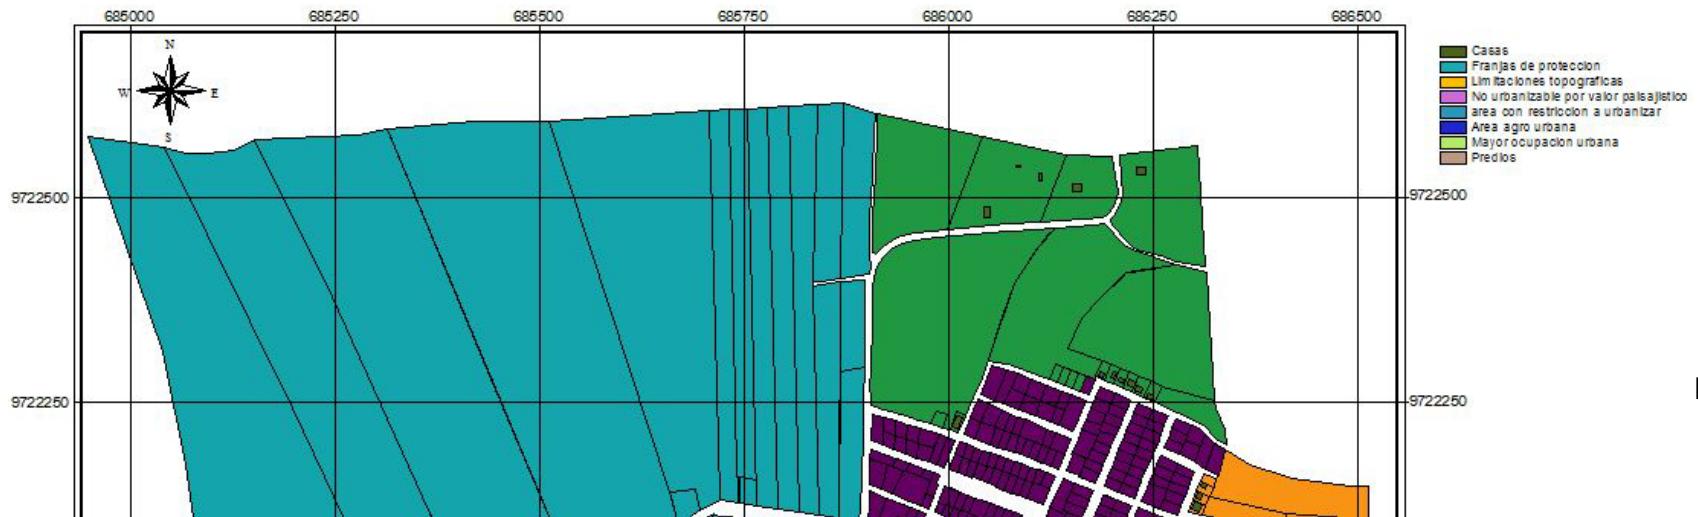 685000 685250 685500 685750 686000 686250 686500
N
W E
S
Casas
Franjas de proteccion
Limitaciones topograficas
No urbanizable por valor paisajistico
area con restriccion a urbanizar
Area agro urbana
Mayor ocupacion urbana
Predios
9722500 9722500
9722250 9722250